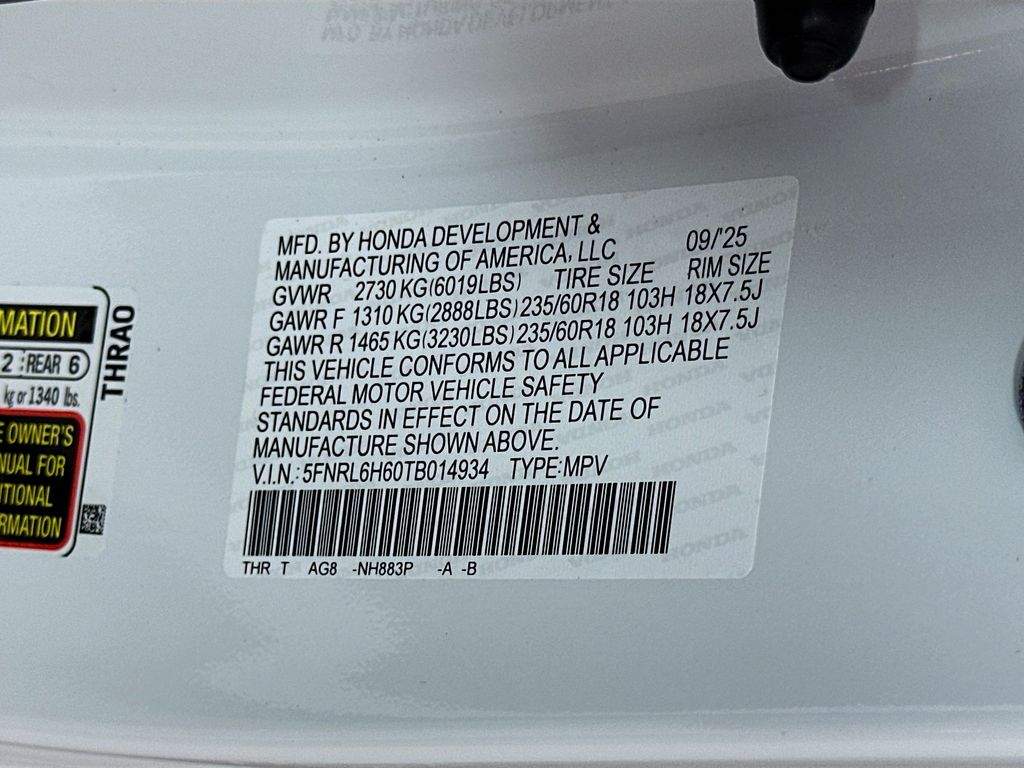 MFD. BY HONDA DEVELOPMENT &
MANUFACTURING OF AMERICA, LLC 09/'25
GVWR 2730 KG(6019LBS) TIRE SIZE RIM SIZE
GAWR F 1310 KG(2888LBS) 235/60R18 103H 18X7.5J
GAWR R 1465 KG(3230LBS) 235/60R18 103H 18X7.5J
THIS VEHICLE CONFORMS TO ALL APPLICABLE
FEDERAL MOTOR VEHICLE SAFETY
STANDARDS IN EFFECT ON THE DATE OF
MANUFACTURE SHOWN ABOVE.
V.I.N.: 5FNRL6H60TB014934 TYPE:MPV
THR T AG8 -NH883P -A -B
MATION
2 : REAR 6
kg or 1340 lbs.
E OWNER'S
NUAL FOR
ITIONAL
RMATION
THRAO